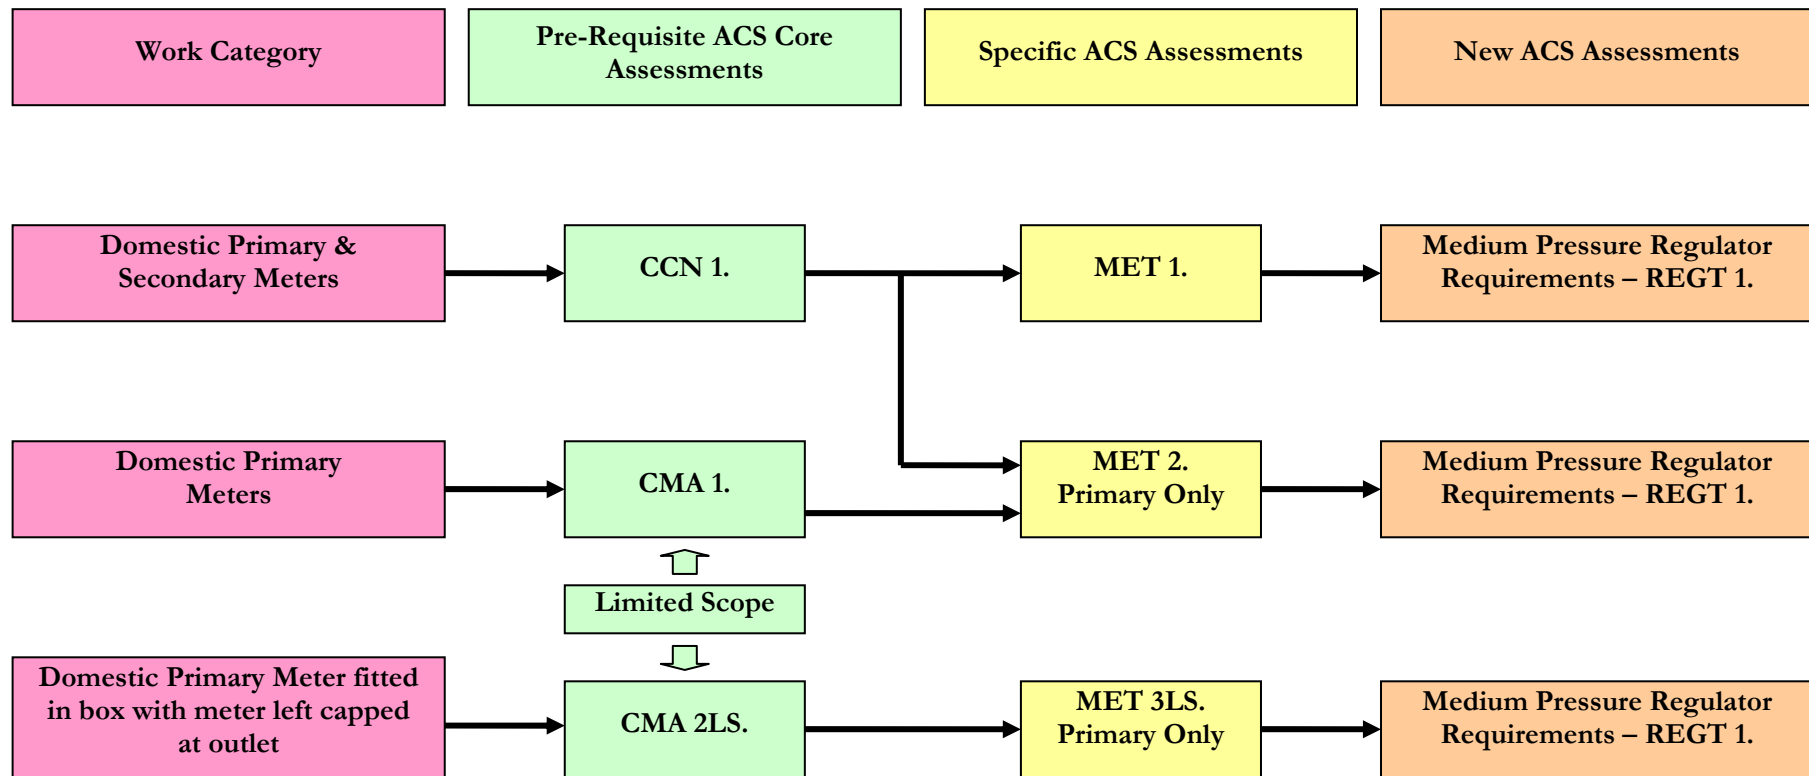 Work Category
Pre-Requisite ACS Core
Assessments
Specific ACS Assessments
New ACS Assessments
Domestic Primary &
Secondary Meters
CCN 1.
MET 1.
Medium Pressure Regulator
Requirements – REGT 1.
Domestic Primary
Meters
CMA 1.
MET 2.
Primary Only
Medium Pressure Regulator
Requirements – REGT 1.
Limited Scope
Domestic Primary Meter fitted
in box with meter left capped
at outlet
CMA 2LS.
MET 3LS.
Primary Only
Medium Pressure Regulator
Requirements – REGT 1.